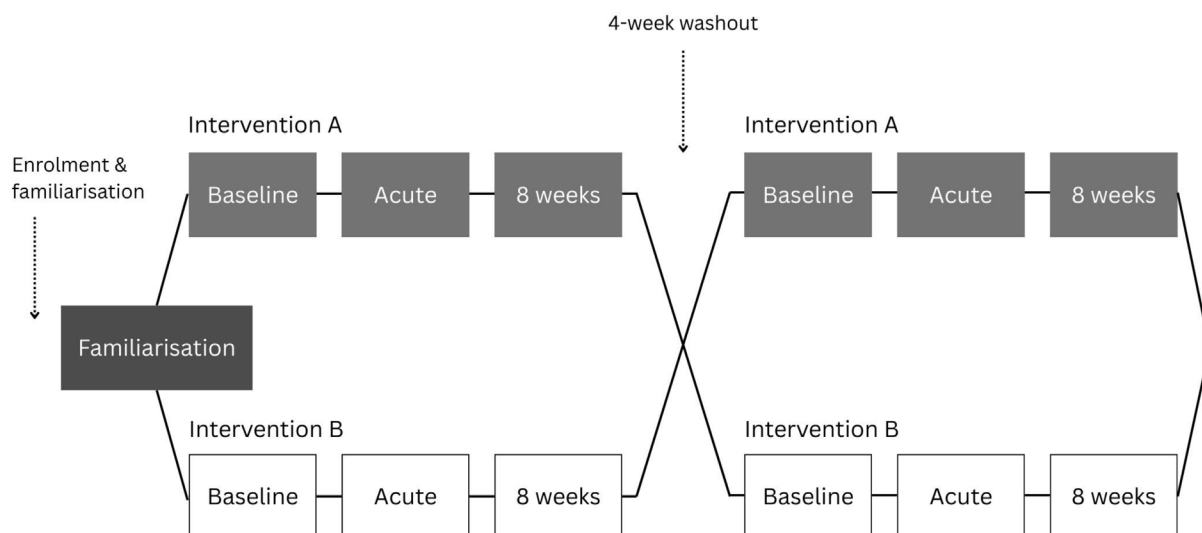 4-week washout
Intervention A
Intervention A
Enrolment &
familiarisation
Baseline
Acute
8 weeks
Baseline
Acute
8 weeks
Familiarisation
Intervention B
Intervention B
Baseline
Acute
8 weeks
Baseline
Acute
8 weeks